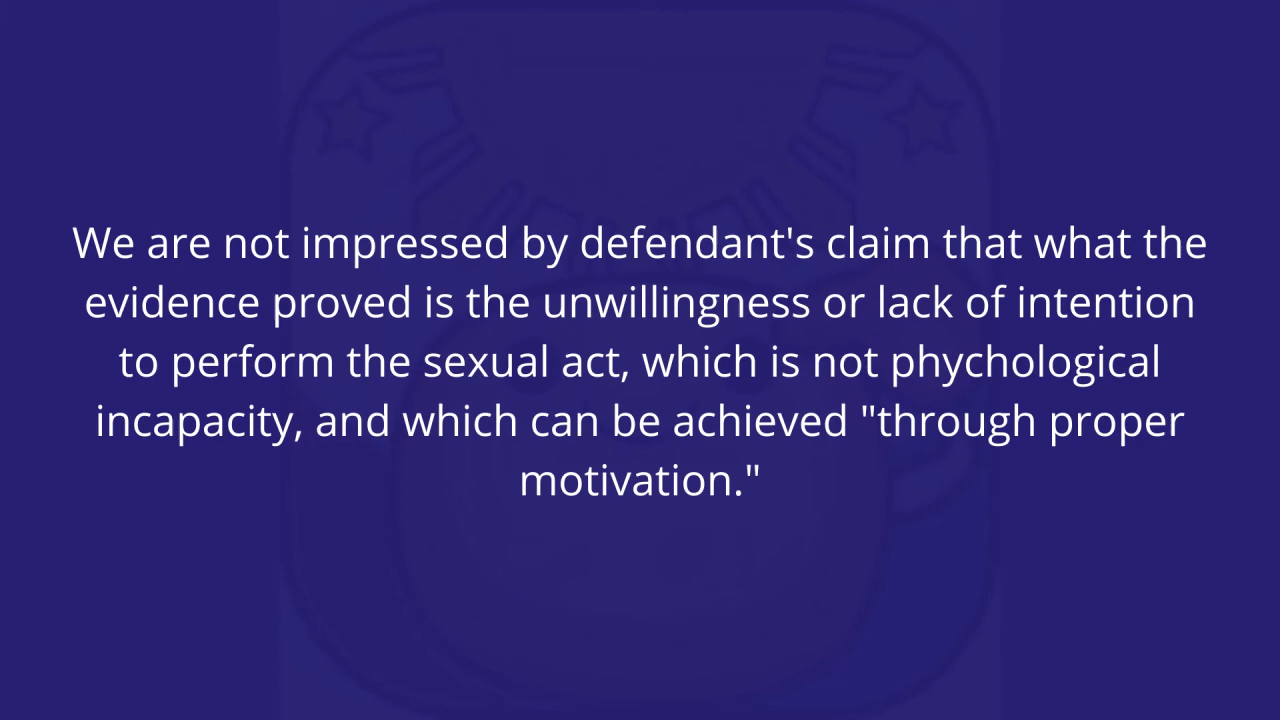 We are not impressed by defendant's claim that what the
evidence proved is the unwillingness or lack of intention
to perform the sexual act, which is not phychological
incapacity, and which can be achieved "through proper
motivation."